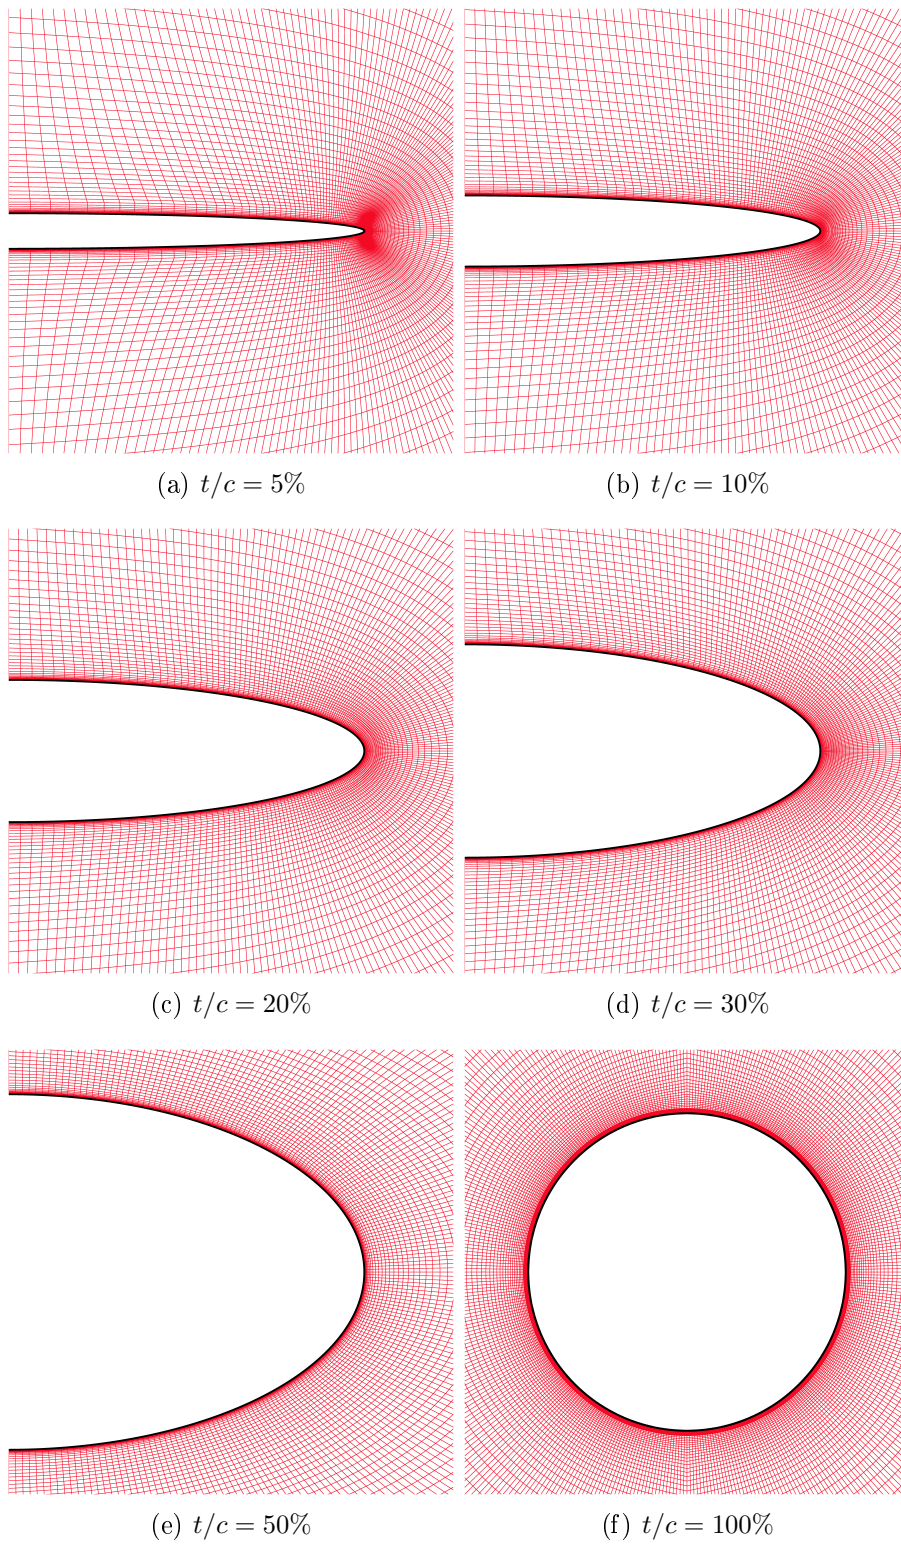 (a) t/c = 5%
(b) t/c = 10%
(c) t/c = 20%
(d) t/c = 30%
(e) t/c = 50%
(f) t/c = 100%